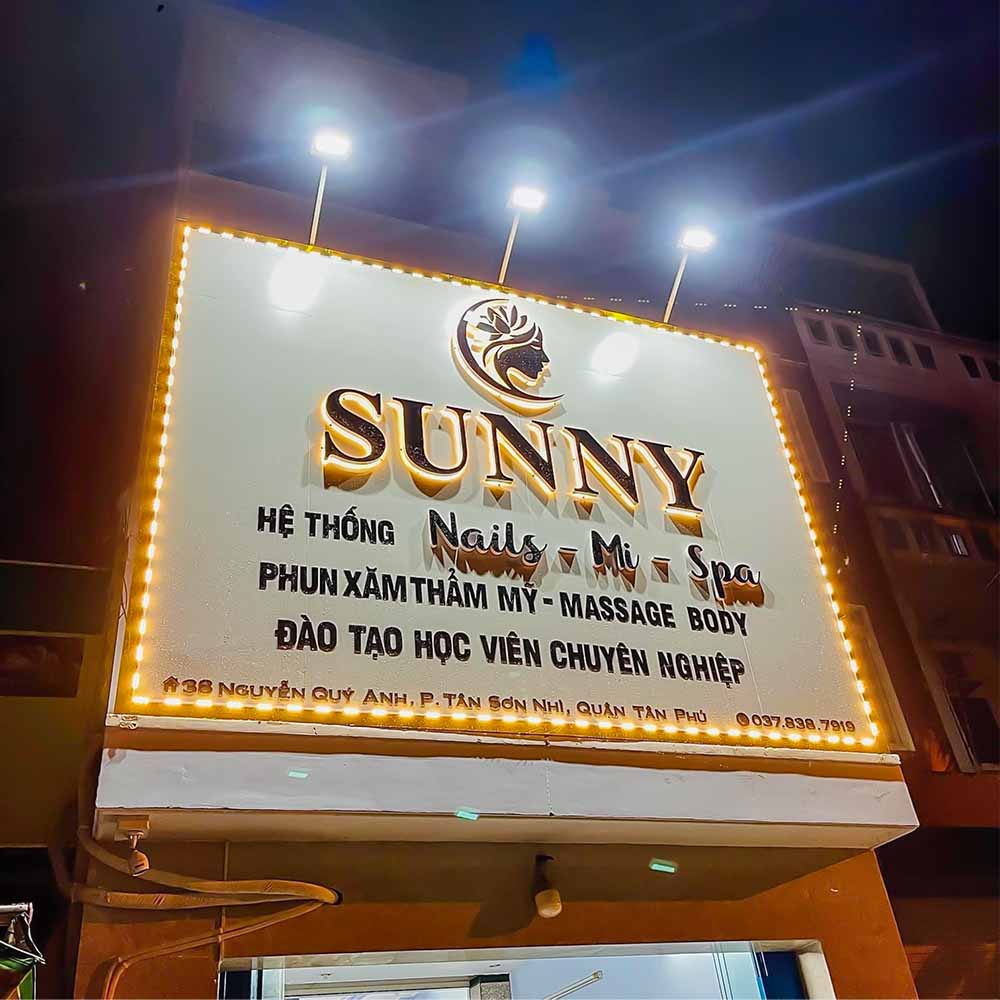 SUNNY
HỆ THỐNG Nails - Mi - Spa
PHUN XĂM THẨM MỸ - MASSAGE BODY
ĐÀO TẠO HỌC VIÊN CHUYÊN NGHIỆP
36 NGUYỄN QUÝ ANH, P. TÂN SƠN NHÌ, QUẬN TÂN PHÚ 037.838.7919